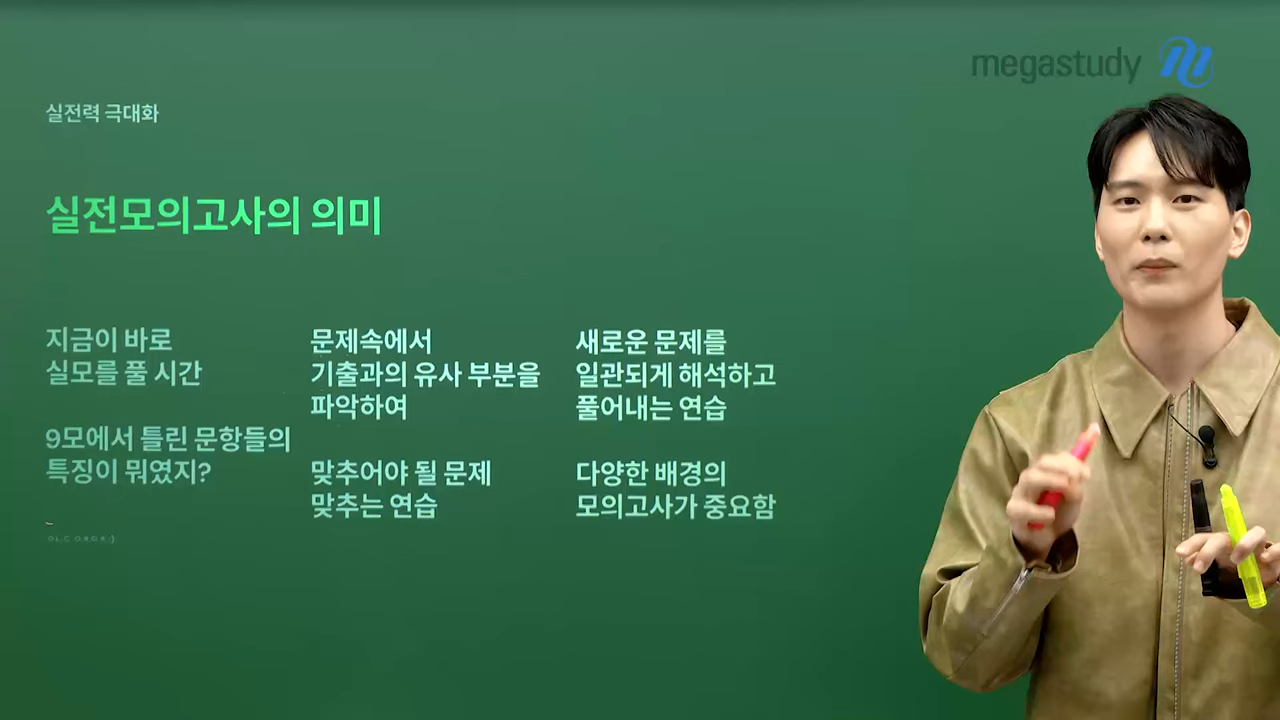 megastudy
실전력 극대화
실전모의고사의 의미
지금이 바로
실모를 풀 시간
9모에서 틀린 문항들의
특징이 뭐였지?
문제속에서
기출과의 유사 부분을
파악하여
맞추어야 될 문제
맞추는 연습
새로운 문제를
일관되게 해석하고
풀어내는 연습
다양한 배경의
모의고사가 중요함